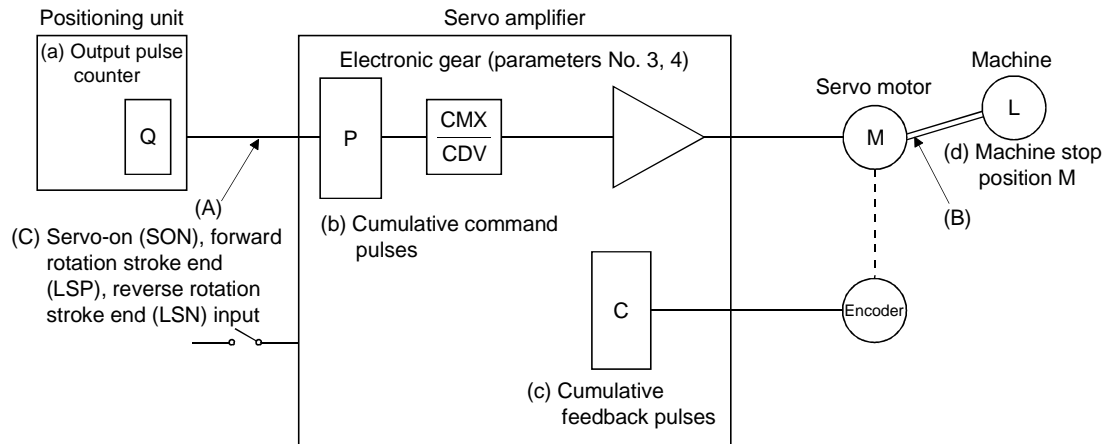 Positioning unit
(a) Output pulse
counter
Q
(A)
(C) Servo-on (SON), forward
rotation stroke end
(LSP), reverse rotation
stroke end (LSN) input
Servo amplifier
Electronic gear (parameters No. 3, 4)
P
CMX
CDV
(b) Cumulative command
pulses
C
(c) Cumulative
feedback pulses
Servo motor
M
Encoder
Machine
L
(d) Machine stop
position M
(B)